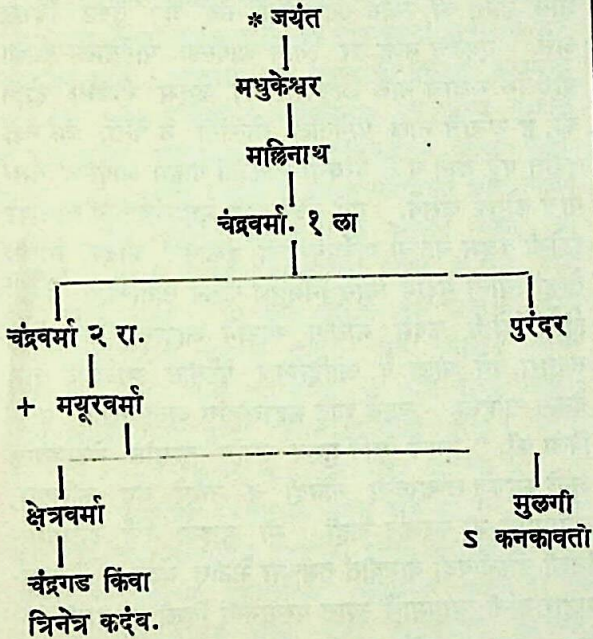 * जयंत
मधुकेश्वर
मल्लिनाथ
चंद्रवर्मा. १ ला
चंद्रवर्मा २ रा. पुरंदर
+ मयूरवर्मा
क्षेत्रवर्मा मुलगी
चंद्रगड किंवा S कनकावतो
त्रिनेत्र कदंव.